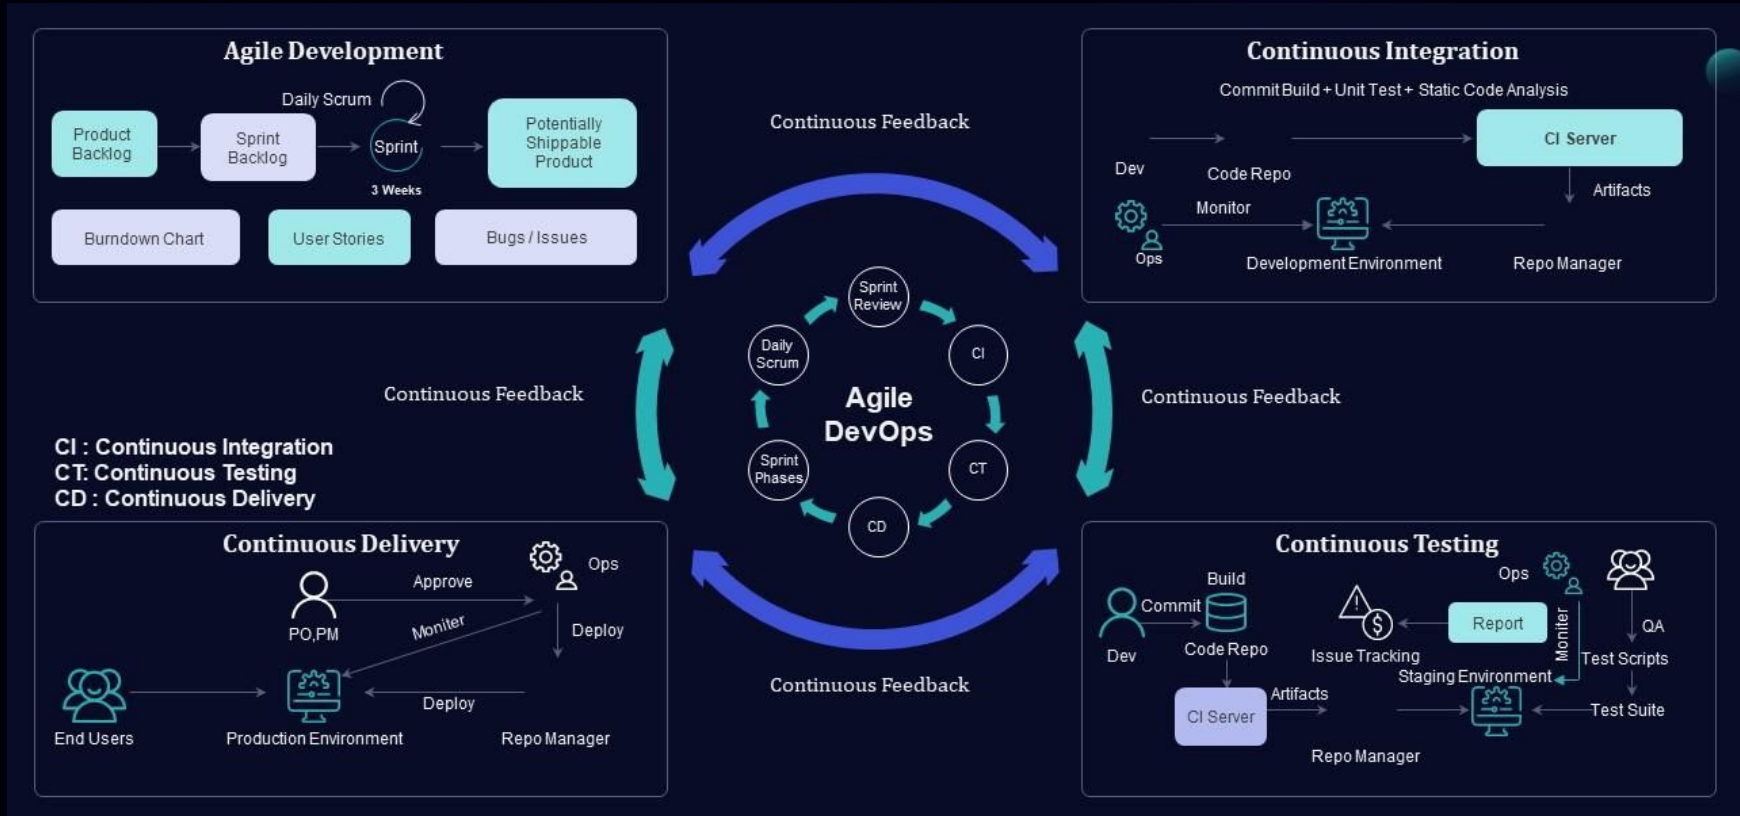 Agile Development
Daily Scrum
Product
Backlog
Sprint
Backlog
Sprint
3 Weeks
Potentially
Shippable
Product
Burndown Chart
User Stories
Bugs / Issues
Continuous Feedback
Continuous Integration
Commit Build + Unit Test + Static Code Analysis
Dev
Code Repo
CI Server
Artifacts
Monitor
Ops
Development Environment
Repo Manager
Continuous Feedback
Sprint
Review
Daily
Scrum
CI
Agile
DevOps
Sprint
Phases
CT
CD
Continuous Feedback
CI : Continuous Integration
CT: Continuous Testing
CD : Continuous Delivery
Continuous Delivery
Ops
Approve
PO,PM
Moniter
Deploy
Deploy
End Users
Production Environment
Repo Manager
Continuous Feedback
Continuous Testing
Ops
Build
Commit
Dev
Code Repo
Report
Issue Tracking
Moniter
QA
Test Scripts
Staging Environment
CI Server
Artifacts
Test Suite
Repo Manager